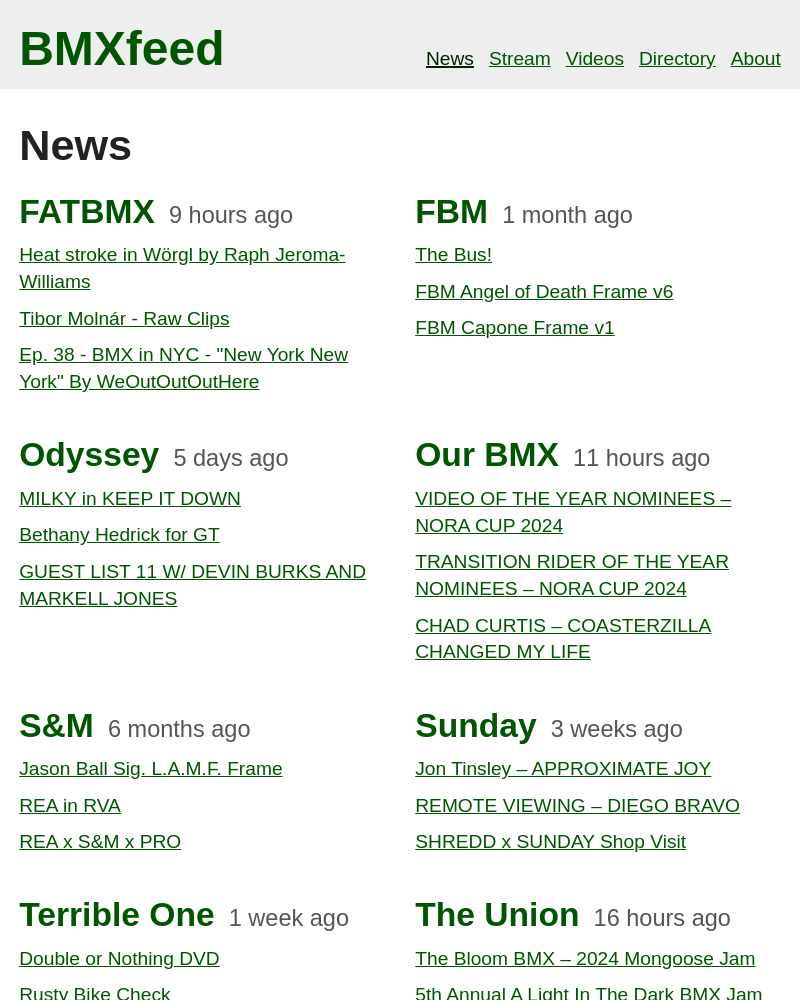 BMXfeed
News Stream Videos Directory About
News
FATBMX 9 hours ago
Heat stroke in Wörgl by Raph Jeroma-
Williams
Tibor Molnár - Raw Clips
Ep. 38 - BMX in NYC - "New York New
York" By WeOutOutOutHere
FBM 1 month ago
The Bus!
FBM Angel of Death Frame v6
FBM Capone Frame v1
Odyssey 5 days ago
MILKY in KEEP IT DOWN
Bethany Hedrick for GT
GUEST LIST 11 W/ DEVIN BURKS AND
MARKELL JONES
Our BMX 11 hours ago
VIDEO OF THE YEAR NOMINEES –
NORA CUP 2024
TRANSITION RIDER OF THE YEAR
NOMINEES – NORA CUP 2024
CHAD CURTIS – COASTERZILLA
CHANGED MY LIFE
S&M 6 months ago
Jason Ball Sig. L.A.M.F. Frame
REA in RVA
REA x S&M x PRO
Sunday 3 weeks ago
Jon Tinsley – APPROXIMATE JOY
REMOTE VIEWING – DIEGO BRAVO
SHREDD x SUNDAY Shop Visit
Terrible One 1 week ago
Double or Nothing DVD
Rusty Bike Check
The Union 16 hours ago
The Bloom BMX – 2024 Mongoose Jam
5th Annual A Light In The Dark BMX Jam